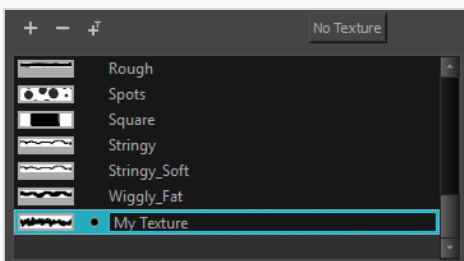 No Texture
Rough
Spots
Square
Stringy
Stringy_Soft
Wiggly_Fat
My Texture